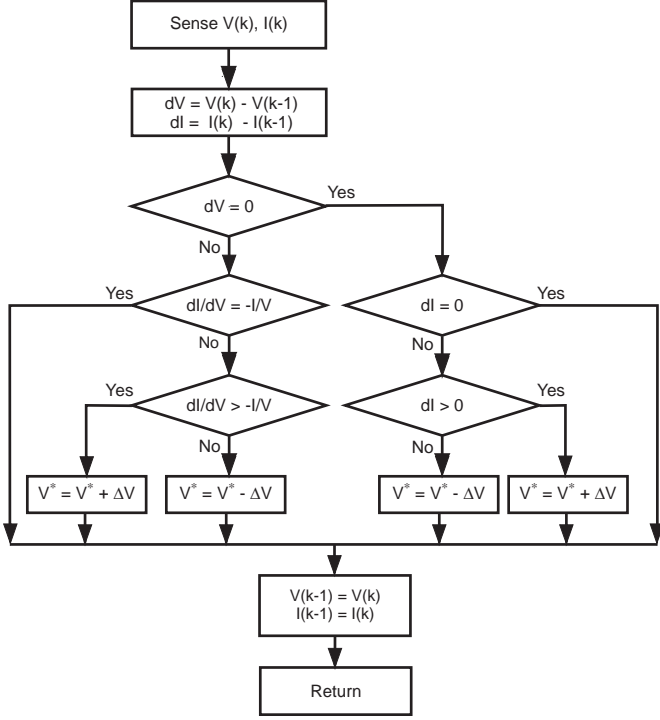 Sense V(k), I(k)
dV = V(k) - V(k-1)
dI = I(k) - I(k-1)
dV = 0
Yes
No
Yes
dI/dV = -I/V
dI = 0
Yes
No
No
Yes
dI/dV > -I/V
dI > 0
Yes
No
No
V* = V* + ΔV
V* = V* - ΔV
V* = V* - ΔV
V* = V* + ΔV
V(k-1) = V(k)
I(k-1) = I(k)
Return